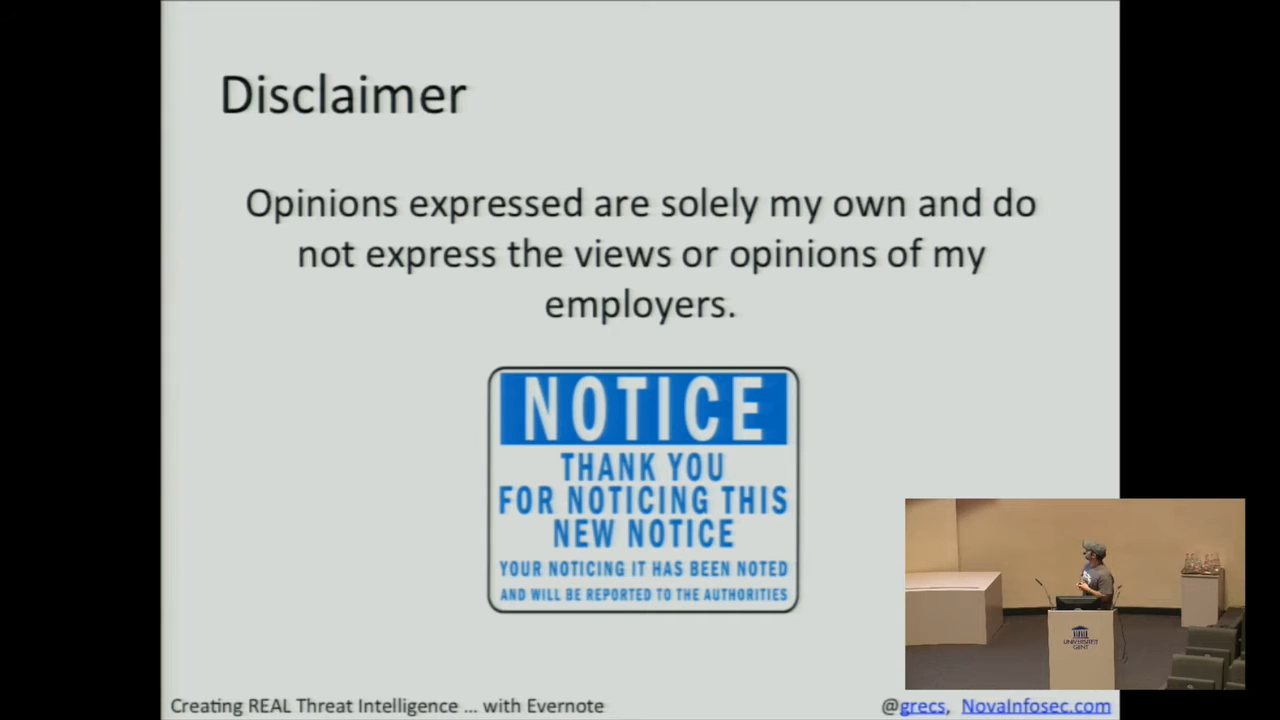 Disclaimer
Opinions expressed are solely my own and do
not express the views or opinions of my
employers.
NOTICE
THANK YOU
FOR NOTICING THIS
NEW NOTICE
YOUR NOTICING IT HAS BEEN NOTED
AND WILL BE REPORTED TO THE AUTHORITIES
UNIVERSITEIT
GENT
Creating REAL Threat Intelligence ... with Evernote
@grecs, NovaInfosec.com